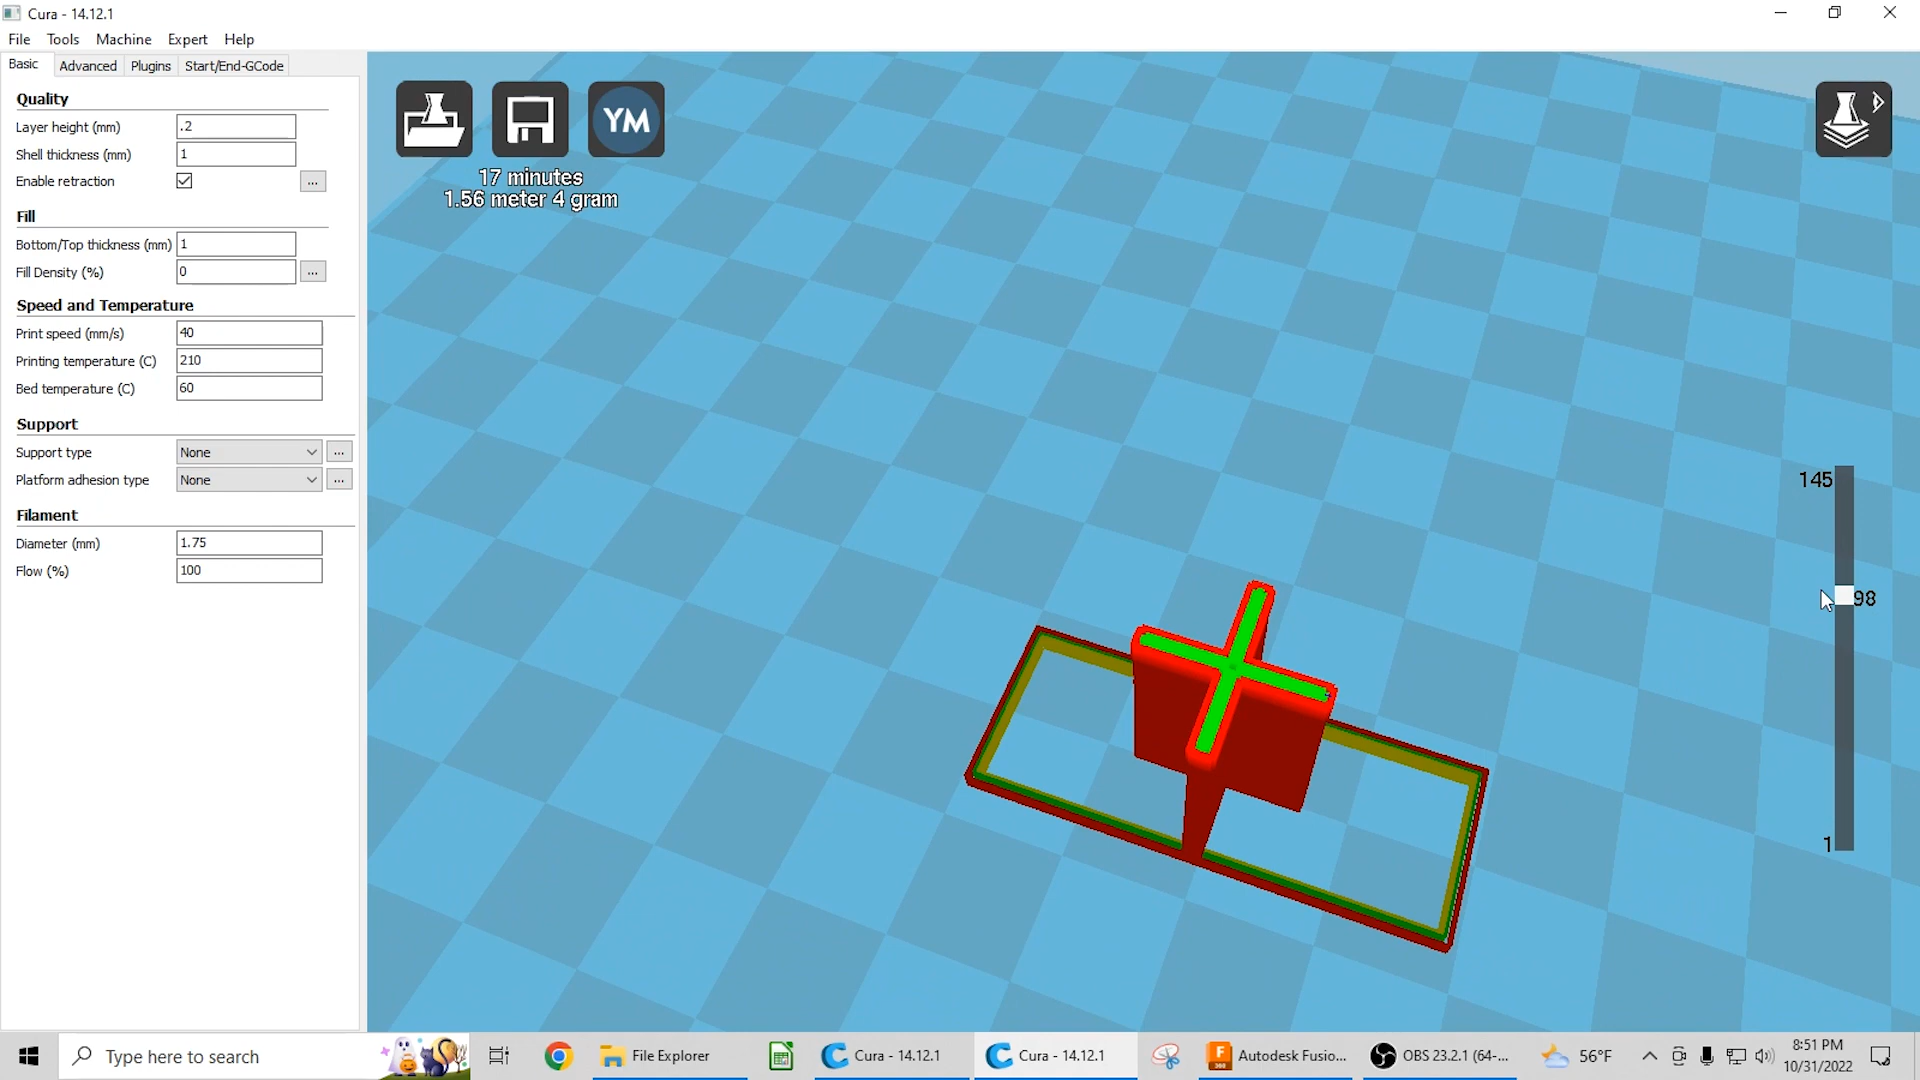 Cura - 14.12.1
File Tools Machine Expert Help
Basic Advanced Plugins Start/End-GCode
Quality
Layer height (mm) .2
Shell thickness (mm) 1
Enable retraction ...
Fill
Bottom/Top thickness (mm) 1
Fill Density (%) 0 ...
Speed and Temperature
Print speed (mm/s) 40
Printing temperature (C) 210
Bed temperature (C) 60
Support
Support type None ...
Platform adhesion type None ...
Filament
Diameter (mm) 1.75
Flow (%) 100
YM
17 minutes
1.56 meter 4 gram
145
98
1
Type here to search
File Explorer
Cura - 14.12.1
Cura - 14.12.1
Autodesk Fusio...
OBS 23.2.1 (64-...
56°F
8:51 PM
10/31/2022